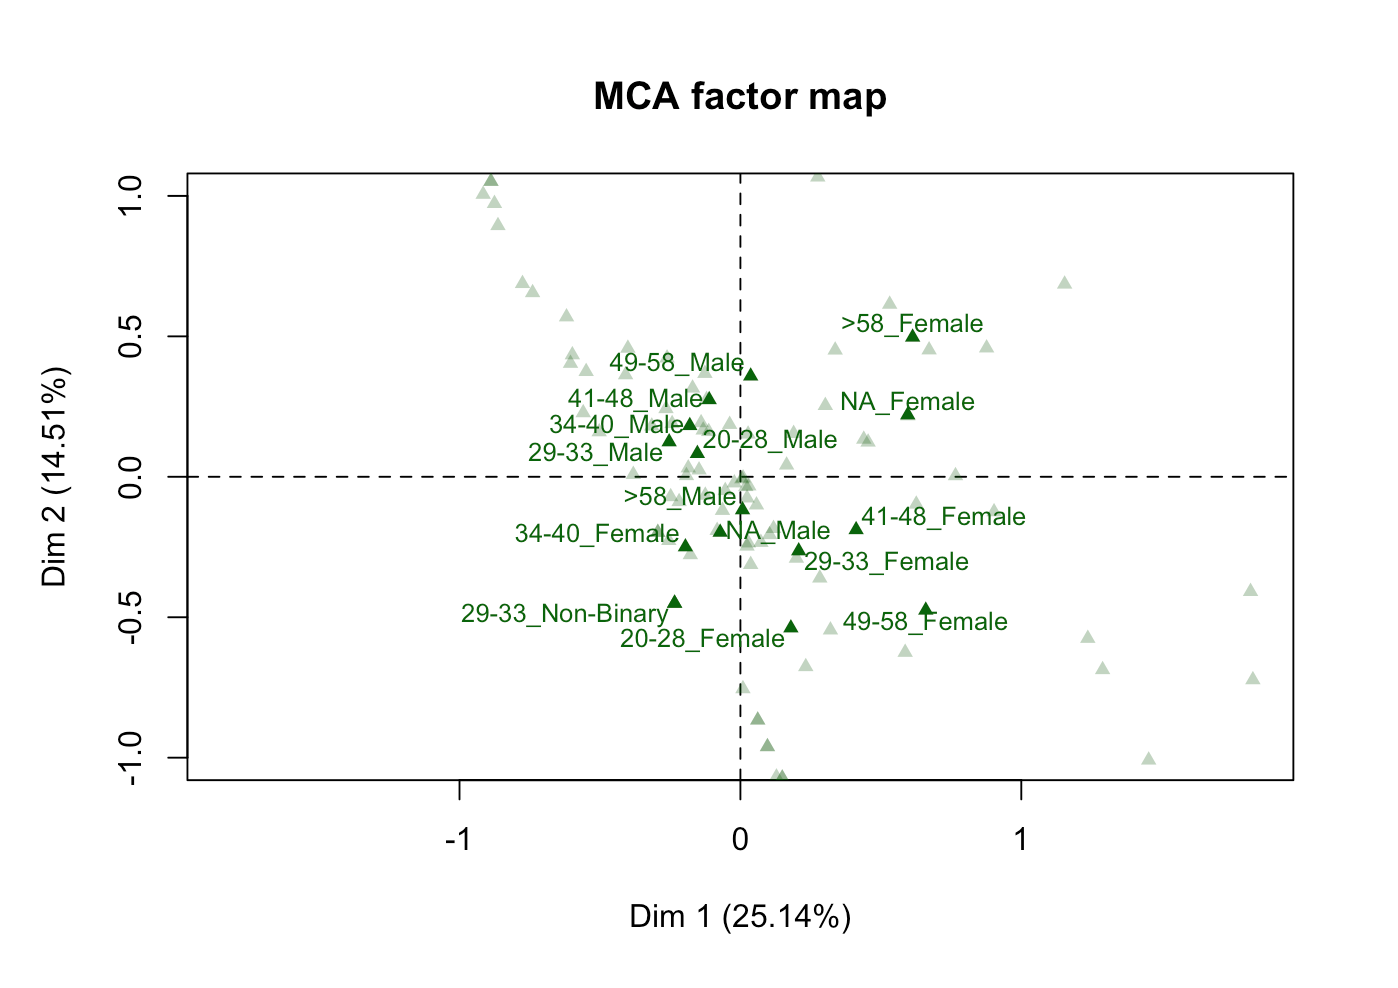 MCA factor map
Dim 2 (14.51%)
1.0
0.5
0.0
-0.5
-1.0
>58_Female
49-58_Male
41-48_Male
NA_Female
34-40_Male
20-28_Male
29-33_Male
>58_Male
41-48_Female
34-40_Female
NA_Male
29-33_Female
29-33_Non-Binary
49-58_Female
20-28_Female
-1
0
1
Dim 1 (25.14%)